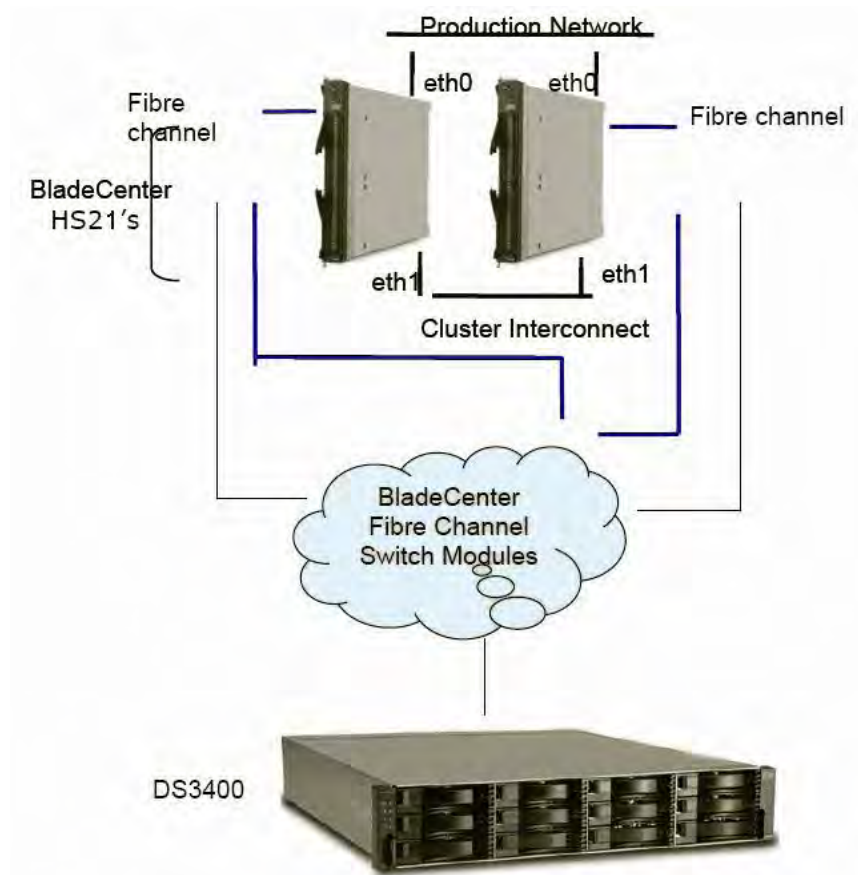 Production Network
eth0
eth0
Fibre
channel
Fibre channel
BladeCenter
HS21's
eth1
eth1
Cluster Interconnect
BladeCenter
Fibre Channel
Switch Modules
DS3400